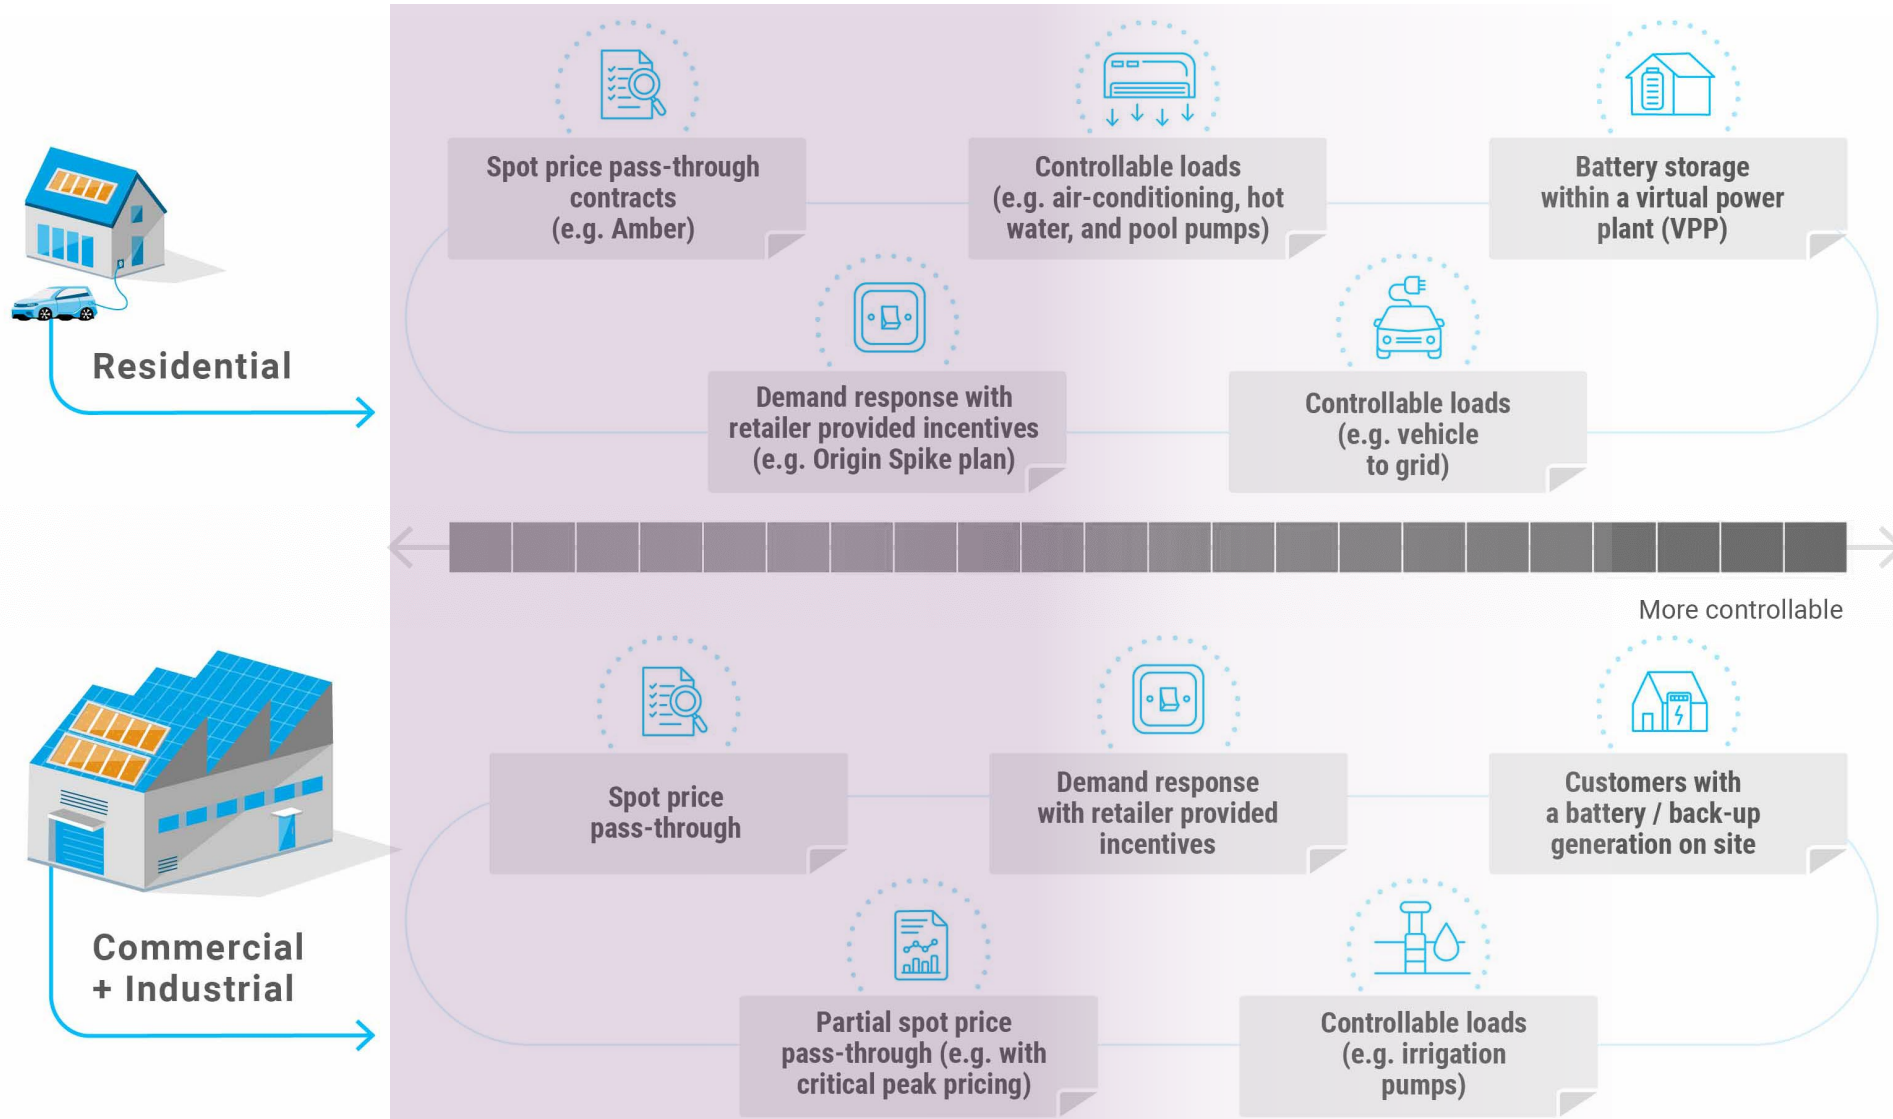 Residential
Spot price pass-through
contracts
(e.g. Amber)
Controllable loads
(e.g. air-conditioning, hot
water, and pool pumps)
Battery storage
within a virtual power
plant (VPP)
Demand response with
retailer provided incentives
(e.g. Origin Spike plan)
Controllable loads
(e.g. vehicle
to grid)
More controllable
Commercial
+ Industrial
Spot price
pass-through
Demand response
with retailer provided
incentives
Customers with
a battery / back-up
generation on site
Partial spot price
pass-through (e.g. with
critical peak pricing)
Controllable loads
(e.g. irrigation
pumps)